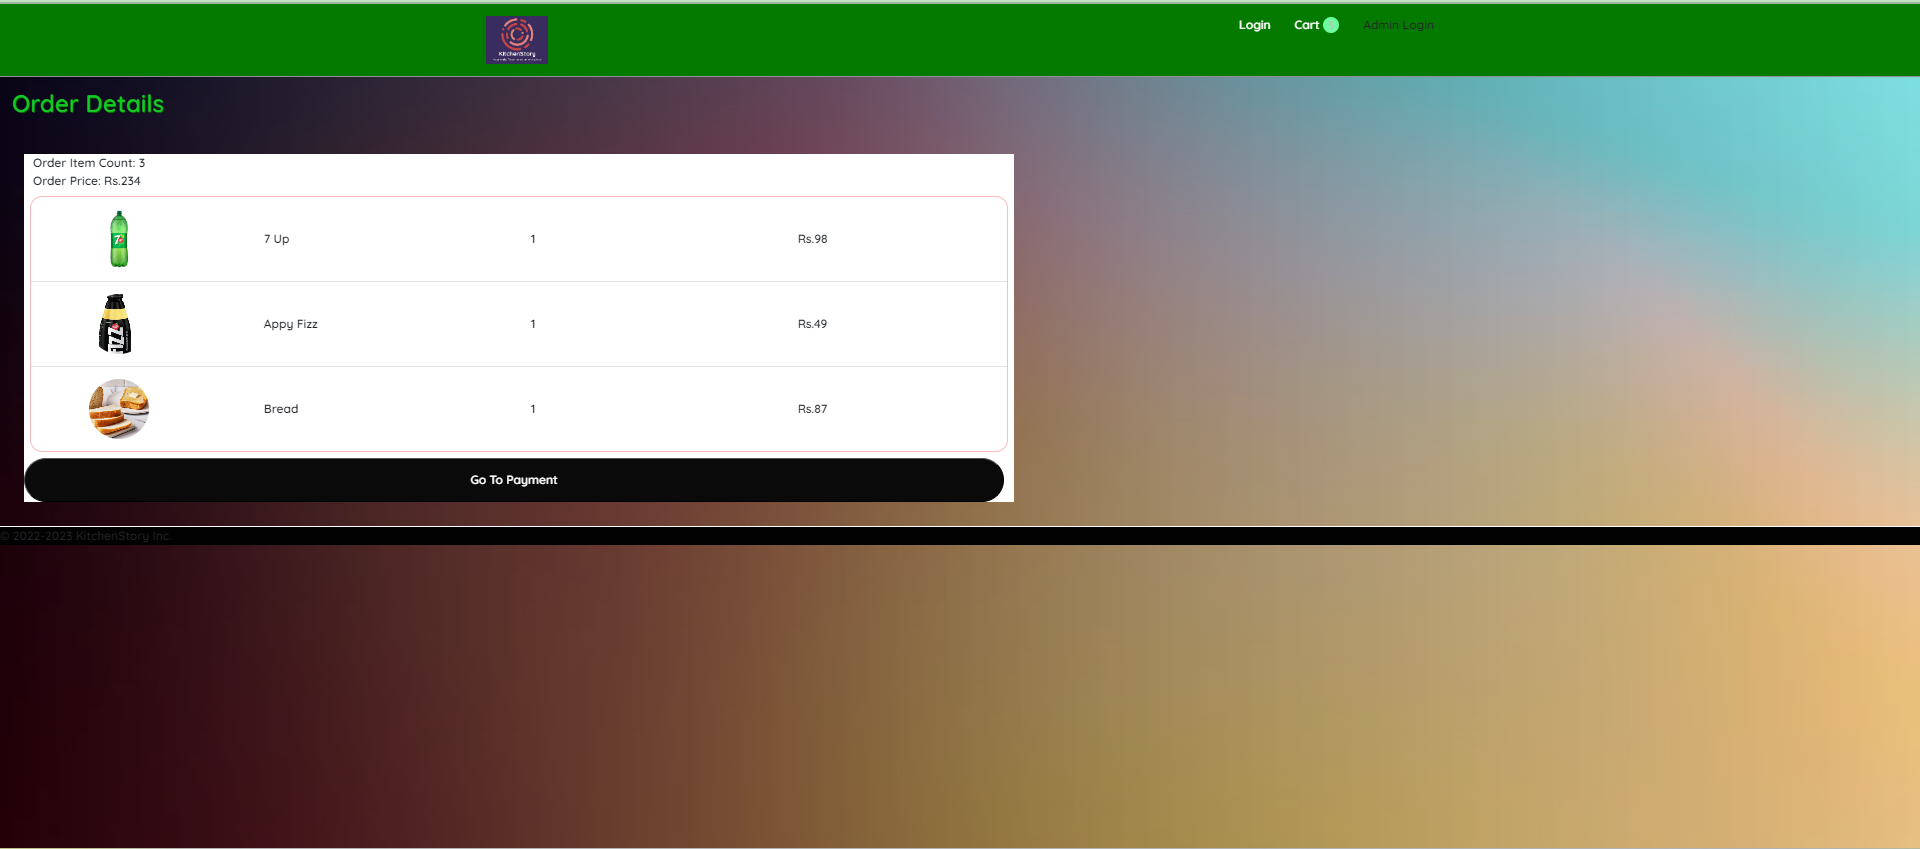 KitchenStory
Login Cart Admin Login
Order Details
Order Item Count: 3
Order Price: Rs.234
7 Up 1 Rs.98
Appy Fizz 1 Rs.49
Bread 1 Rs.87
Go To Payment
© 2022-2023 KitchenStory Inc.